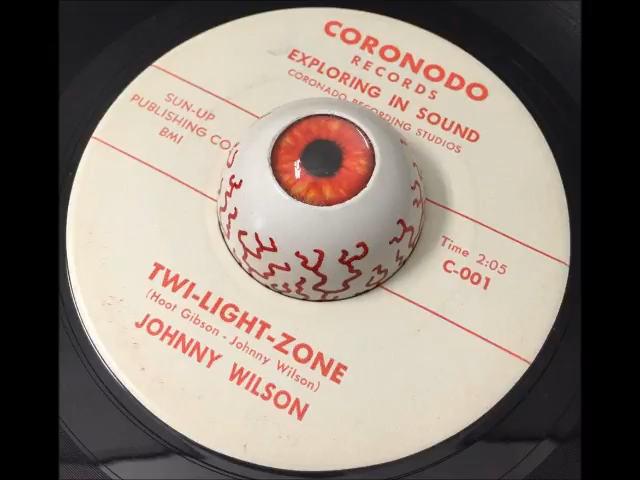 CORONODO
RECORDS
EXPLORING IN SOUND
CORONADO RECORDING STUDIOS
SUN-UP
PUBLISHING CO
BMI
Time 2:05
C-001
TWI-LIGHT-ZONE
(Hoot Gibson - Johnny Wilson)
JOHNNY WILSON